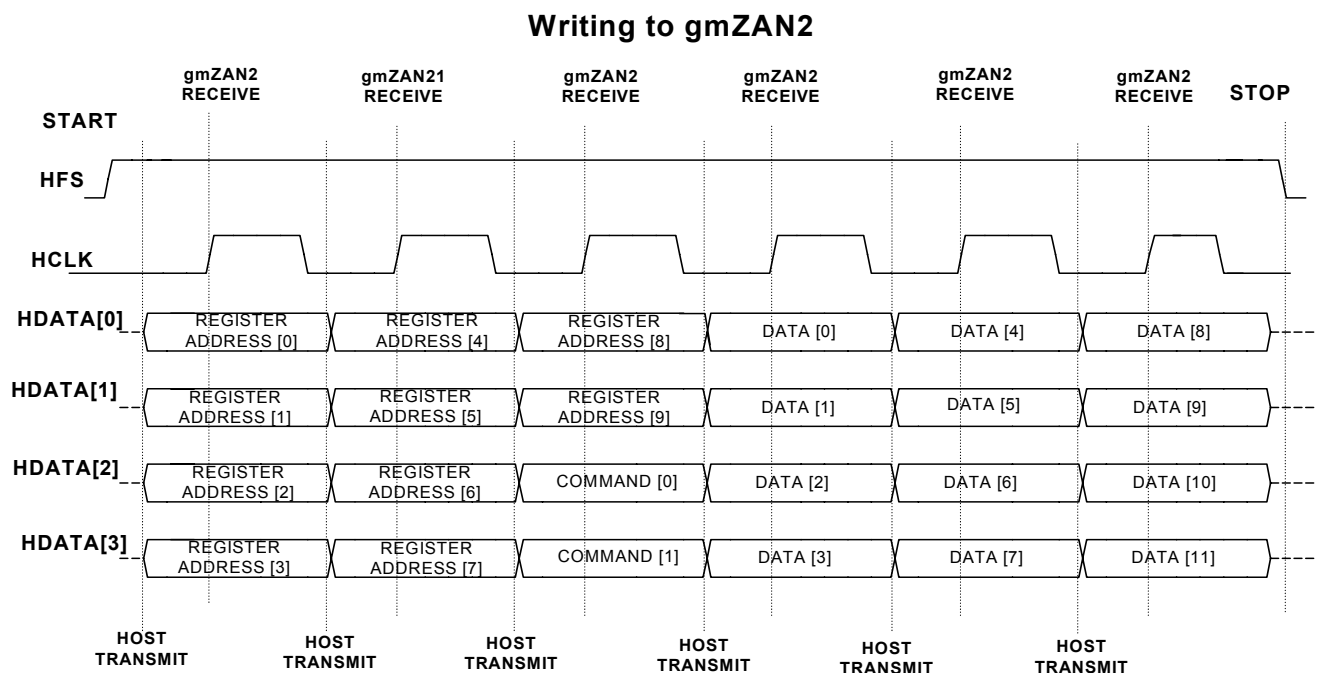 Writing to gmZAN2
gmZAN2
RECEIVE
gmZAN21
RECEIVE
gmZAN2
RECEIVE
gmZAN2
RECEIVE
gmZAN2
RECEIVE
gmZAN2
RECEIVE
STOP
START
HFS
HCLK
HDATA[0]
REGISTER
ADDRESS [0]
REGISTER
ADDRESS [4]
REGISTER
ADDRESS [8]
DATA [0]
DATA [4]
DATA [8]
HDATA[1]
REGISTER
ADDRESS [1]
REGISTER
ADDRESS [5]
REGISTER
ADDRESS [9]
DATA [1]
DATA [5]
DATA [9]
HDATA[2]
REGISTER
ADDRESS [2]
REGISTER
ADDRESS [6]
COMMAND [0]
DATA [2]
DATA [6]
DATA [10]
HDATA[3]
REGISTER
ADDRESS [3]
REGISTER
ADDRESS [7]
COMMAND [1]
DATA [3]
DATA [7]
DATA [11]
HOST
TRANSMIT
HOST
TRANSMIT
HOST
TRANSMIT
HOST
TRANSMIT
HOST
TRANSMIT
HOST
TRANSMIT